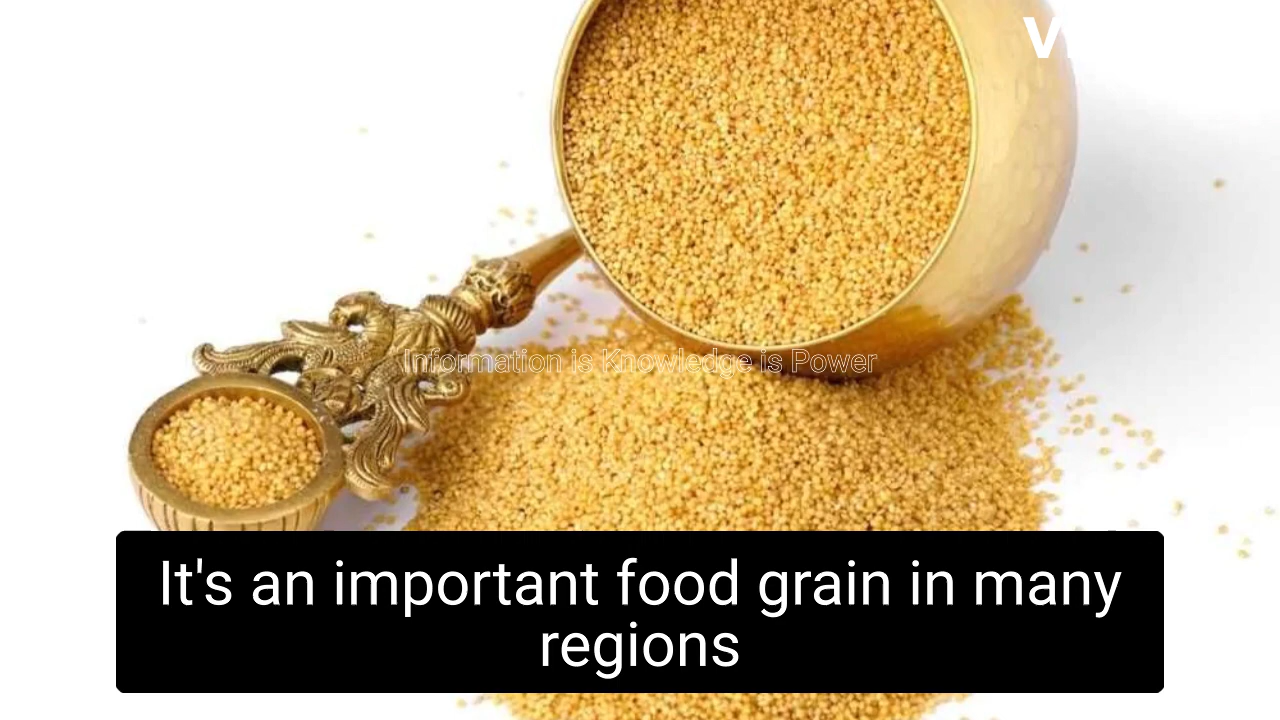 Information is Knowledge is Power
It's an important food grain in many
regions